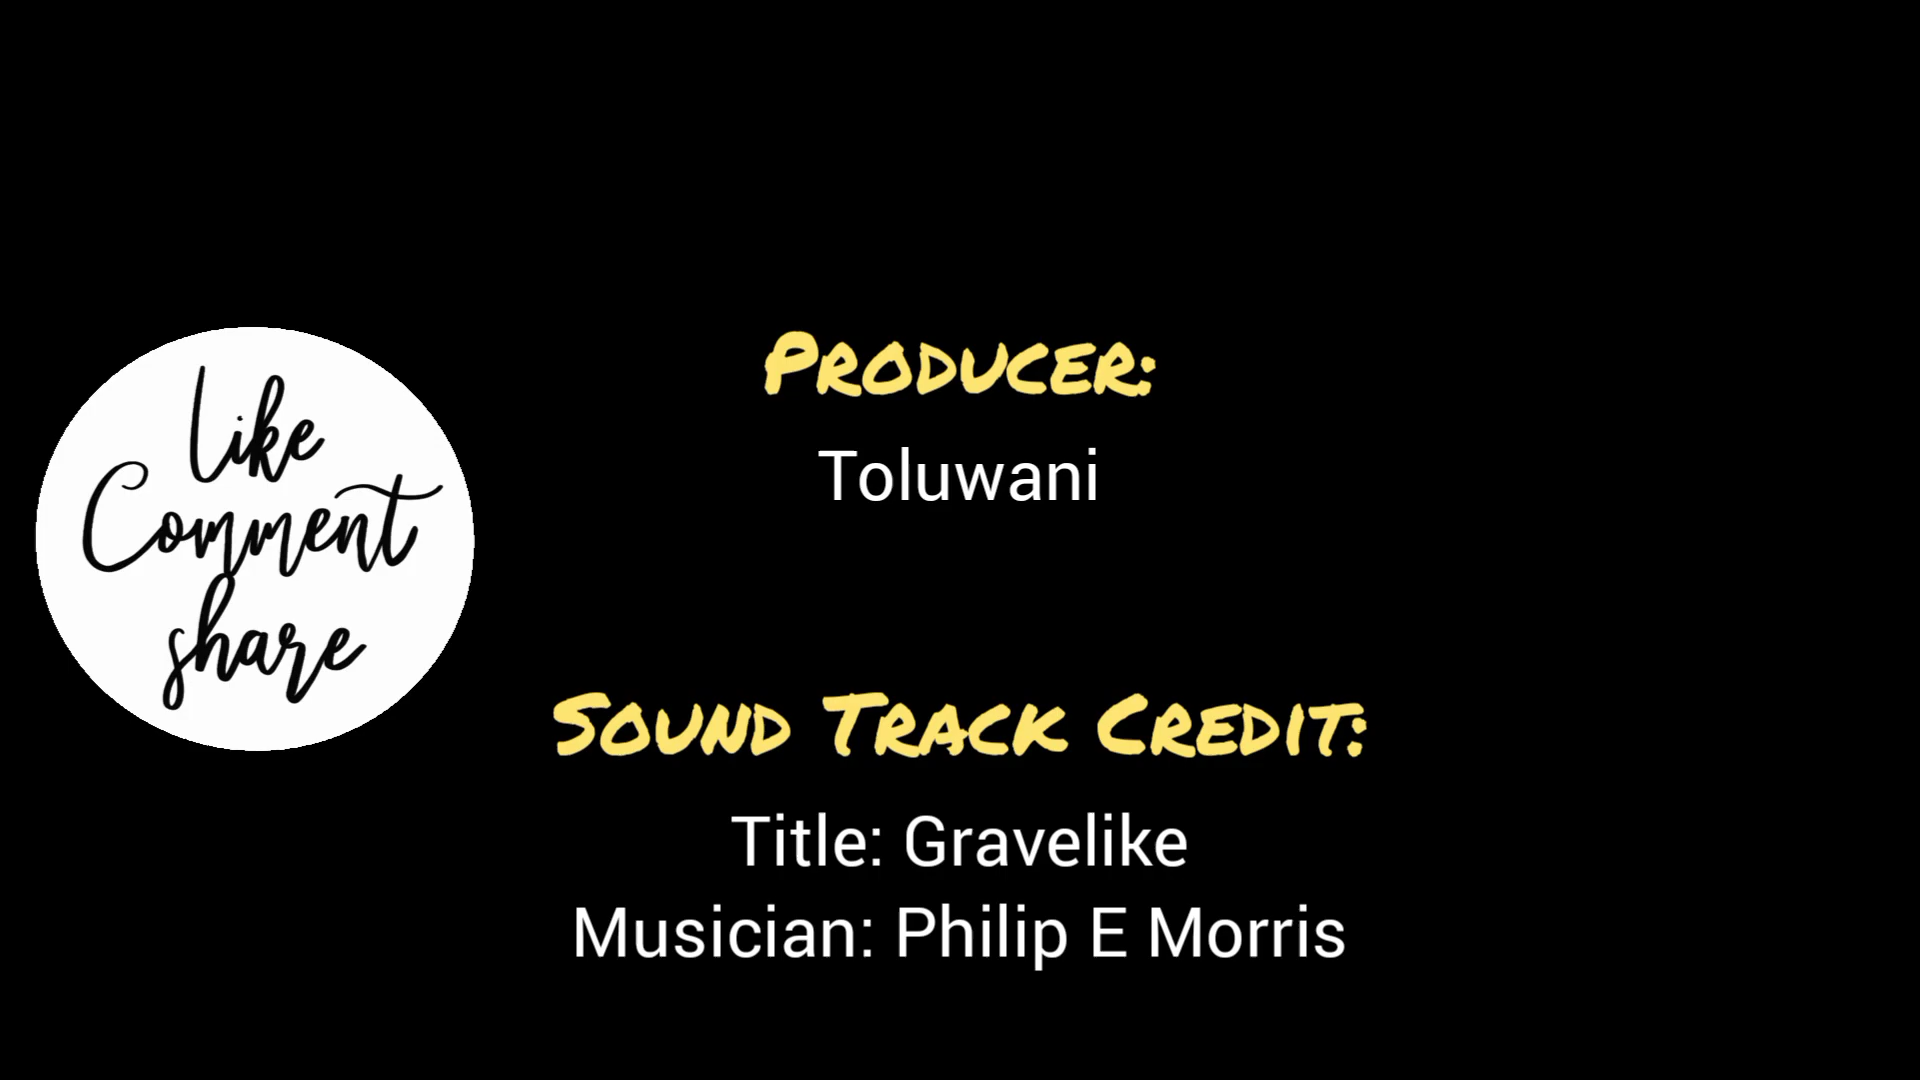 Like
Comment
share
PRODUCER:
Toluwani
SOUND TRACK CREDIT:
Title: Gravelike
Musician: Philip E Morris